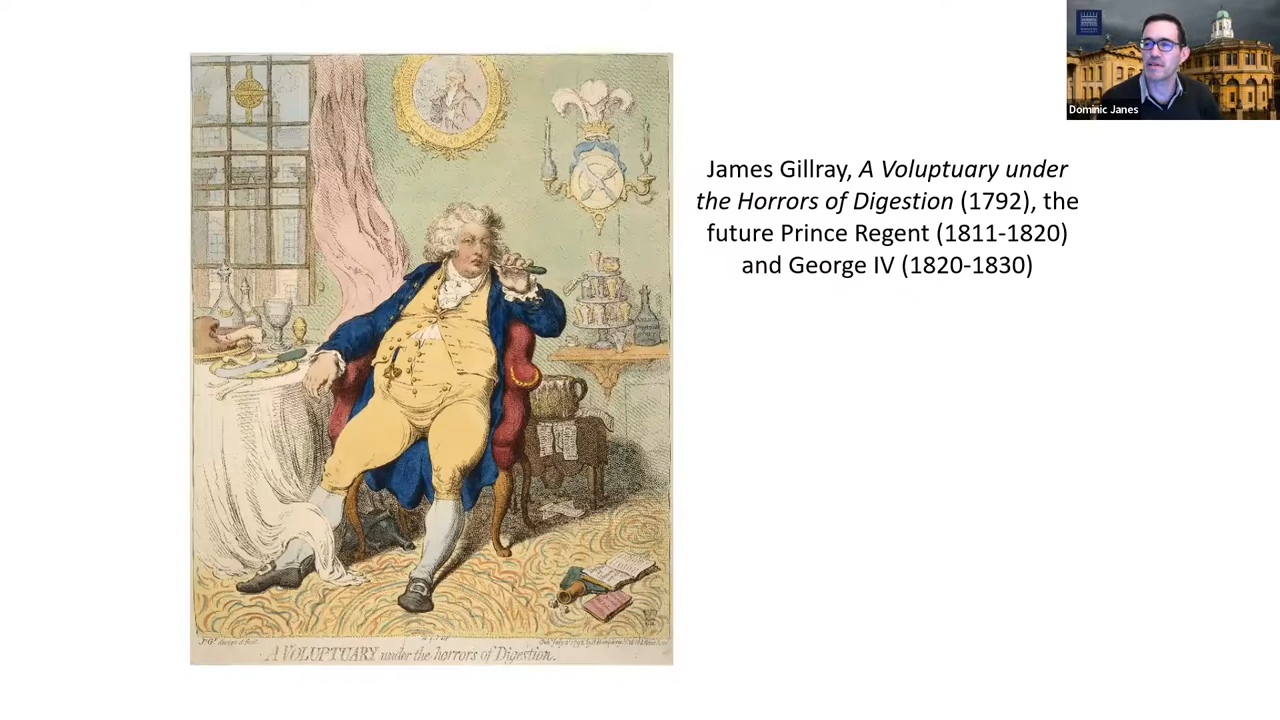 James Gillray, A Voluptuary under
the Horrors of Digestion (1792), the
future Prince Regent (1811-1820)
and George IV (1820-1830)
Dominic Janes
A VOLUPTUARY under the horrors of Digestion.